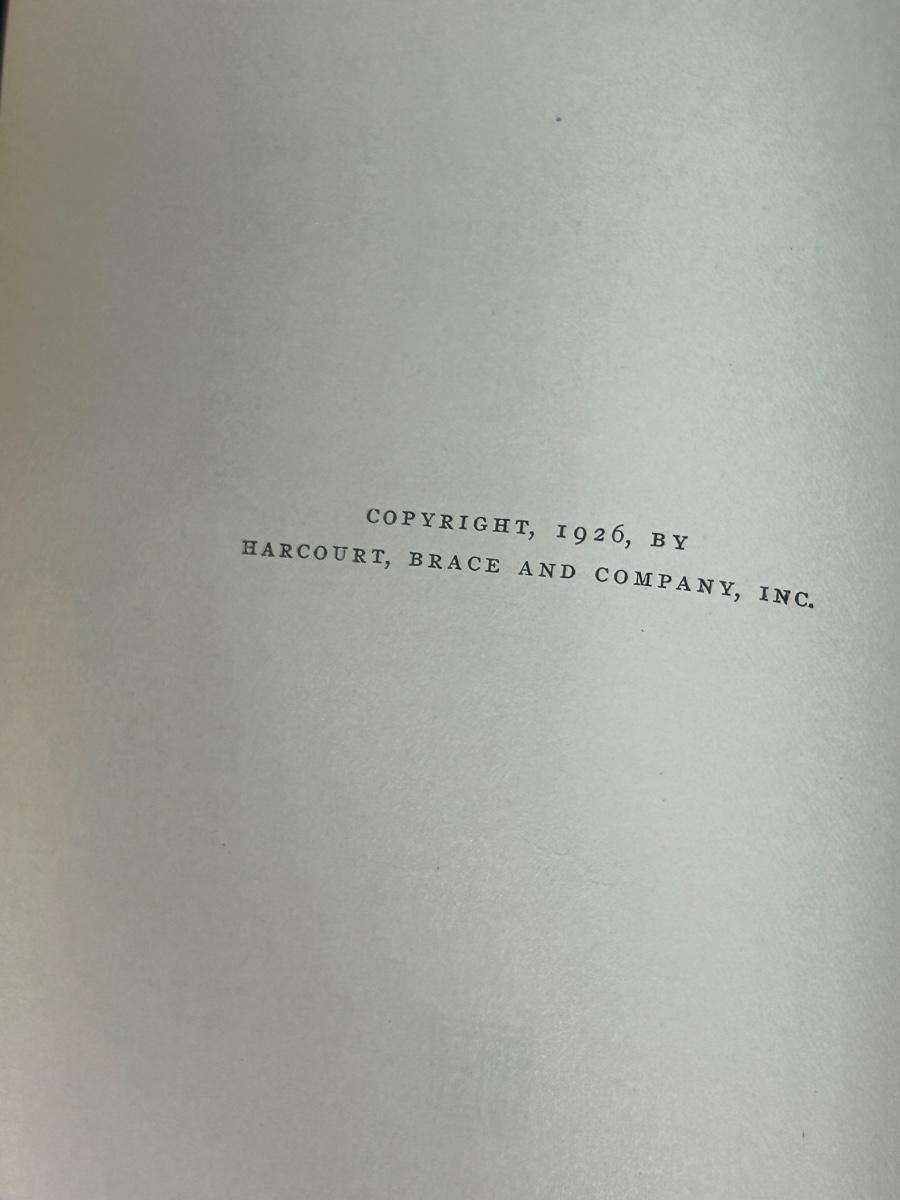 COPYRIGHT, 1926, BY
HARCOURT, BRACE AND COMPANY, INC.